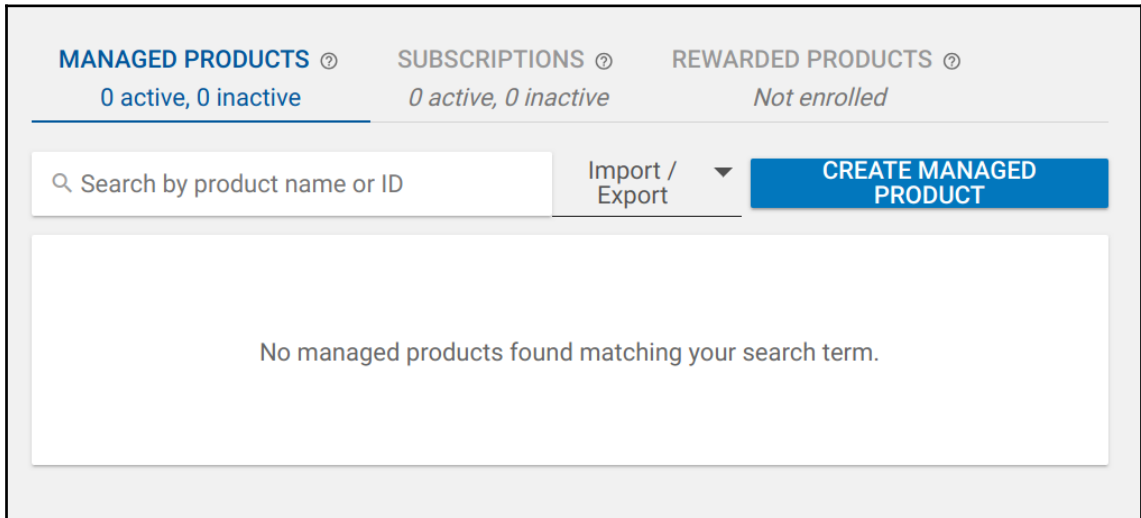 MANAGED PRODUCTS
0 active, 0 inactive
SUBSCRIPTIONS
0 active, 0 inactive
REWARDED PRODUCTS
Not enrolled
Search by product name or ID
Import /
Export
CREATE MANAGED
PRODUCT
No managed products found matching your search term.